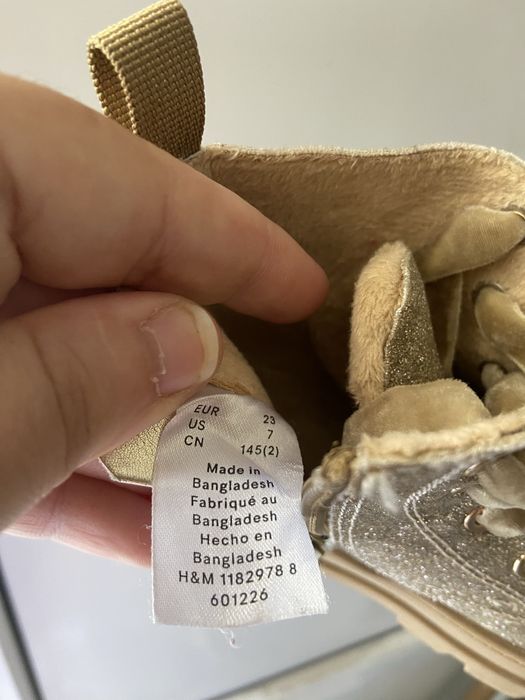 EUR 23
US 7
CN 145(2)
Made in
Bangladesh
Fabriqué au
Bangladesh
Hecho en
Bangladesh
H&M 1182978 8
601226